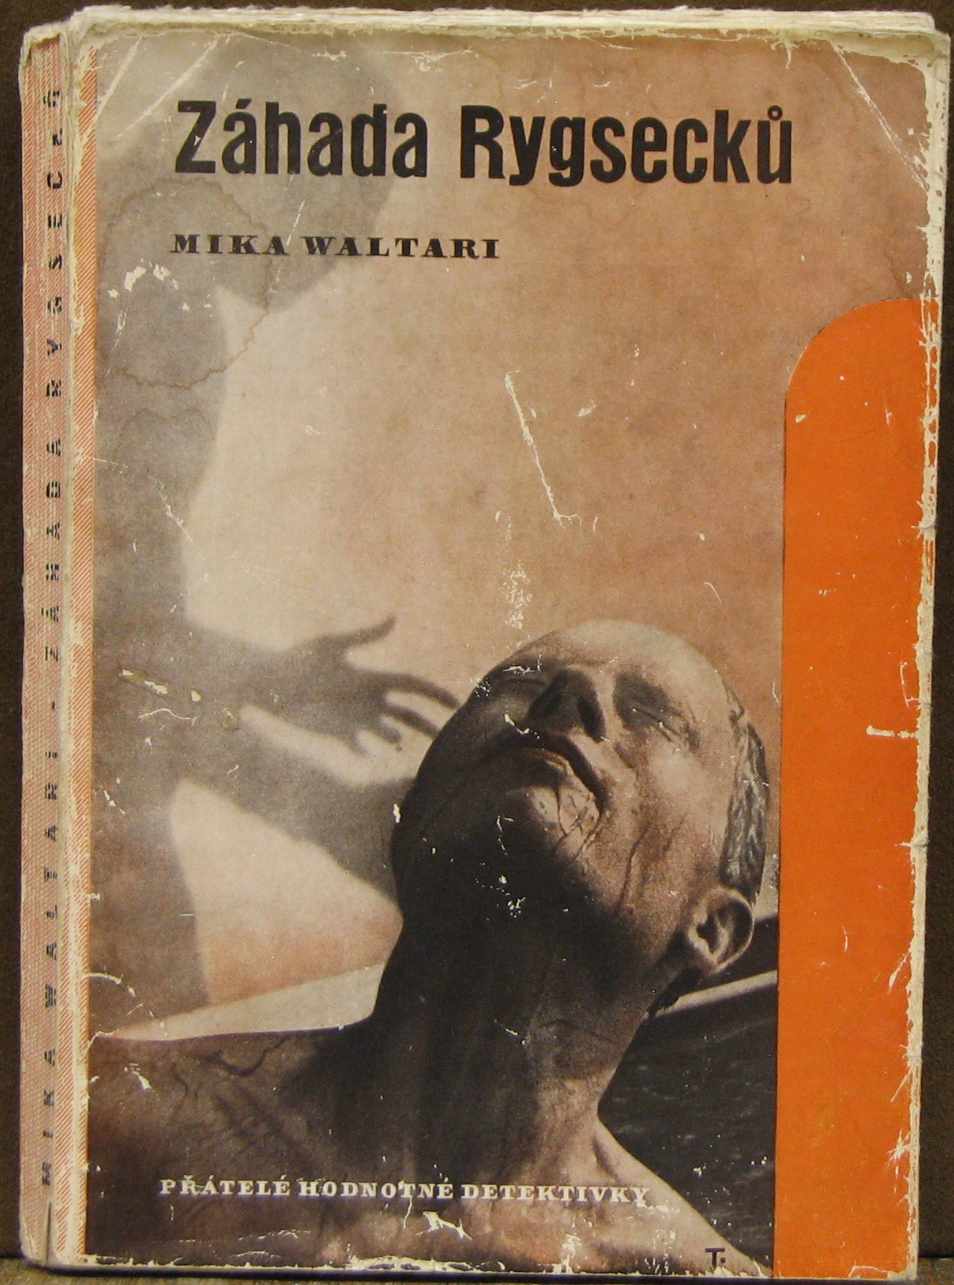 Záhada Rygsecků
MIKA WALTARI
PŘÁTELÉ HODNOTNÉ DETEKTIVKY
T.
MIKA WALTARI - ZÁHADA RYGSECKŮ